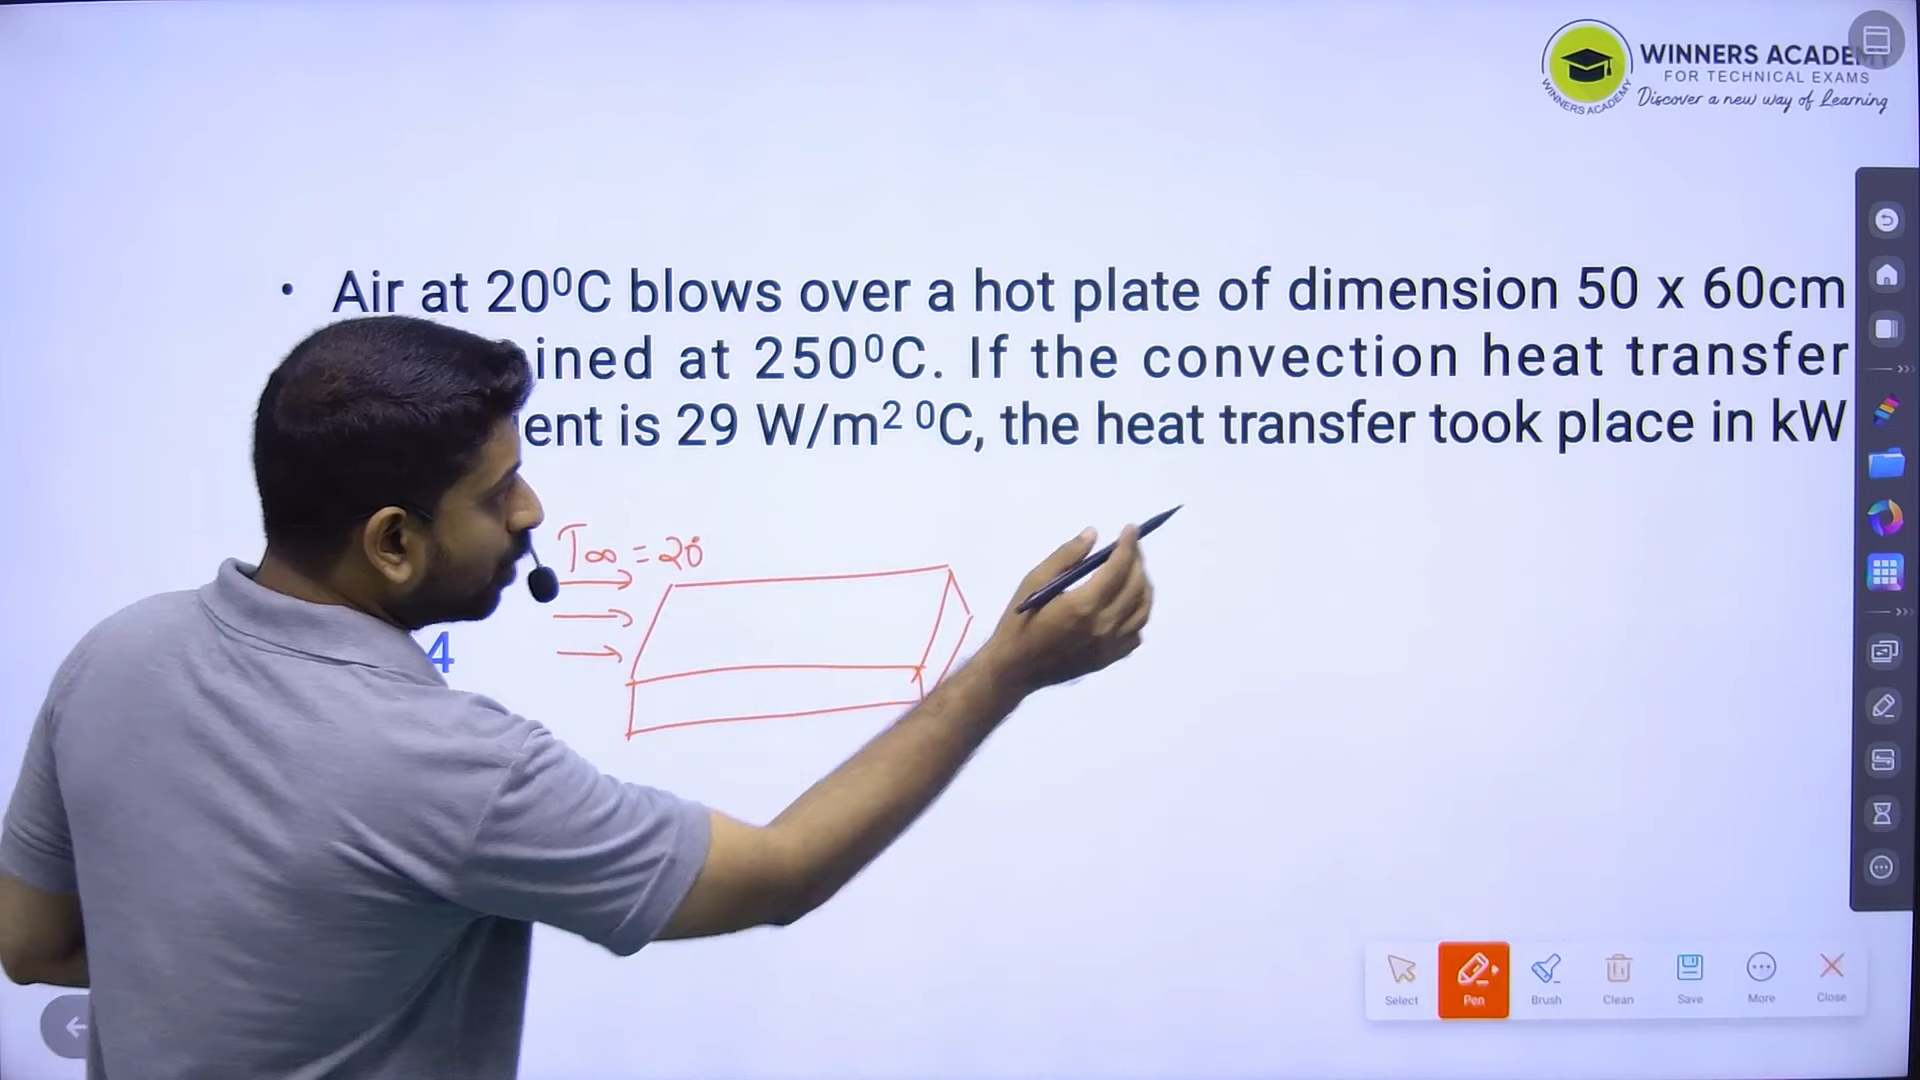 WINNERS ACADEMY
FOR TECHNICAL EXAMS
Discover a new way of Learning
WINNERS ACADEMY
• Air at 20⁰C blows over a hot plate of dimension 50 x 60cm
ined at 250⁰C. If the convection heat transfer
ent is 29 W/m² ⁰C, the heat transfer took place in kW
T∞ = 20
4
Select
Pen
Brush
Clean
Save
More
Close